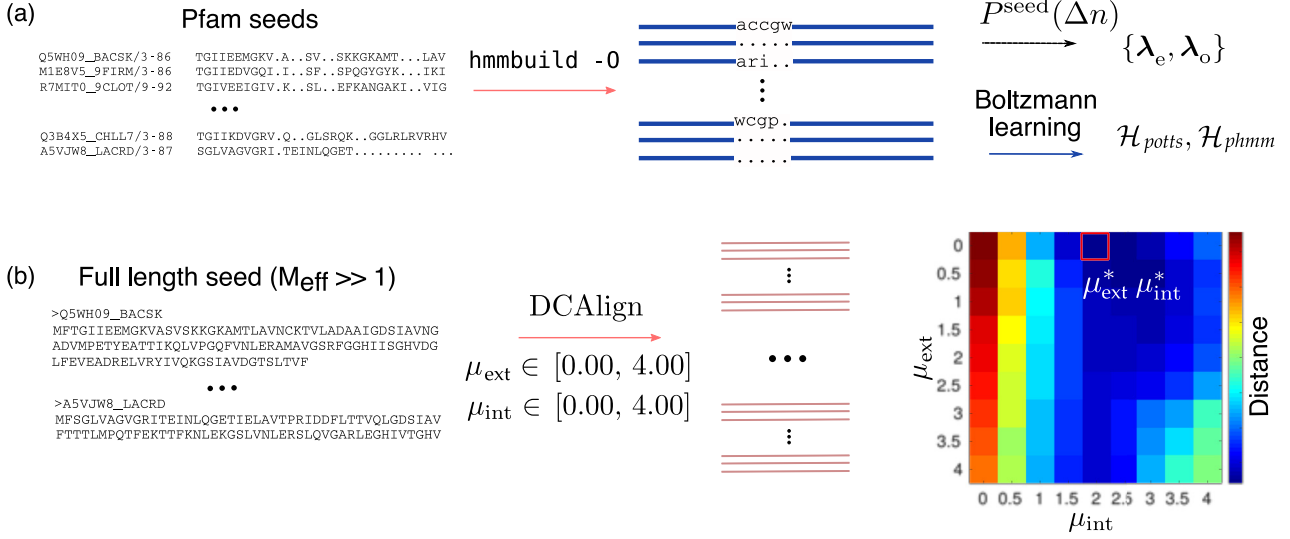 (a)
Pfam seeds
Q5WH09_BACSK/3-86 TGIIEEMGKV.A..SV..SKKGKAMT...LAV
M1E8V5_9FIRM/3-86 TGIIEDVGQI.I..SF..SPQGYGYK...IKI
R7MIT0_9CLOT/9-92 TGIVEEIGIV.K..SL..EFKANGAKI..VIG
•••
Q3B4X5_CHLL7/3-88 TGIIKDVGRV.Q..GLSRQK..GGLRLRVRHV
A5VJW8_LACRD/3-87 SGLVAGVGRI.TEINLQGET......... ...
hmmbuild -O
accgw
.....
ari..
⋮
wcgp.
.....
.....
P^seed(Δn)
{λ_e, λ_o}
Boltzmann
learning
ℋ_potts, ℋ_phmm
(b)
Full length seed (M_eff >> 1)
>Q5WH09_BACSK
MFTGIIEEMGKVASVSKKGKAMTLAVNCKTVLADAAIGDSIAVNG
ADVMPETYEATTIKQLVPGQFVNLERAMAVGSRFGGHIISGHVDG
LFEVEADRELVRYIVQKGSIAVDGTSLTVF
•••
>A5VJW8_LACRD
MFSGLVAGVGRITEINLQGETIELAVTPRIDDFLTTVQLGDSIAV
FTTTLMPQTFEKTTFKNLEKGSLVNLERSLQVGARLEGHIVTGHV
DCAlign
μ_ext ∈ [0.00, 4.00]
μ_int ∈ [0.00, 4.00]
⋮
•••
⋮
μ_ext
0
0.5
1
1.5
2
2.5
3
3.5
4
μ*_ext μ*_int
0 0.5 1 1.5 2 2.5 3 3.5 4
μ_int
Distance